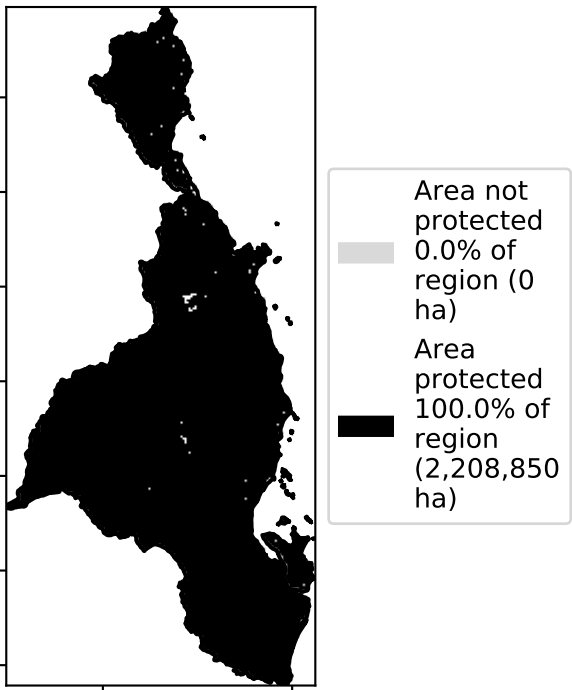 Area not
protected
0.0% of
region (0
ha)
Area
protected
100.0% of
region
(2,208,850
ha)